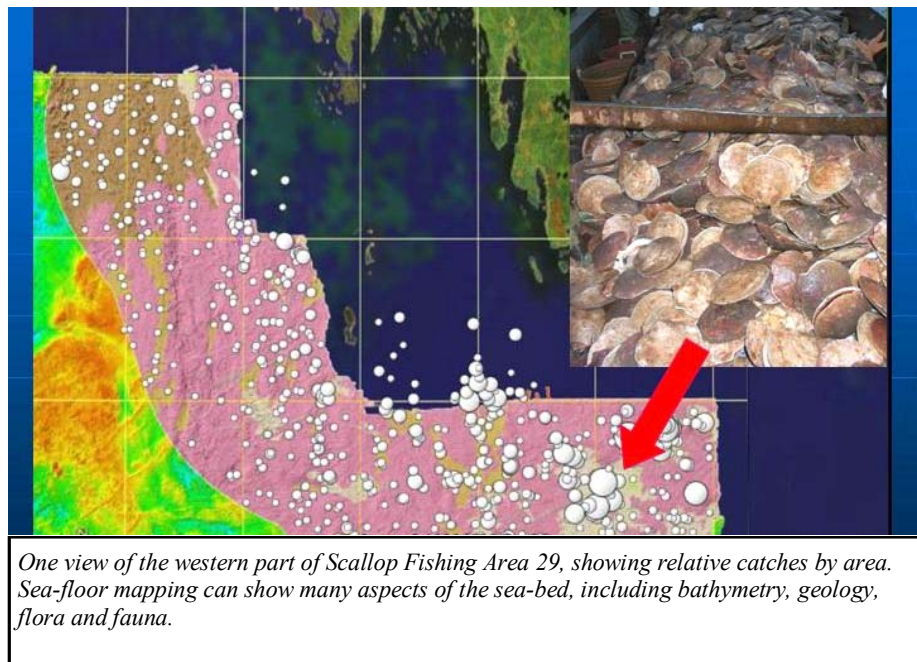 One view of the western part of Scallop Fishing Area 29, showing relative catches by area.
Sea-floor mapping can show many aspects of the sea-bed, including bathymetry, geology,
flora and fauna.